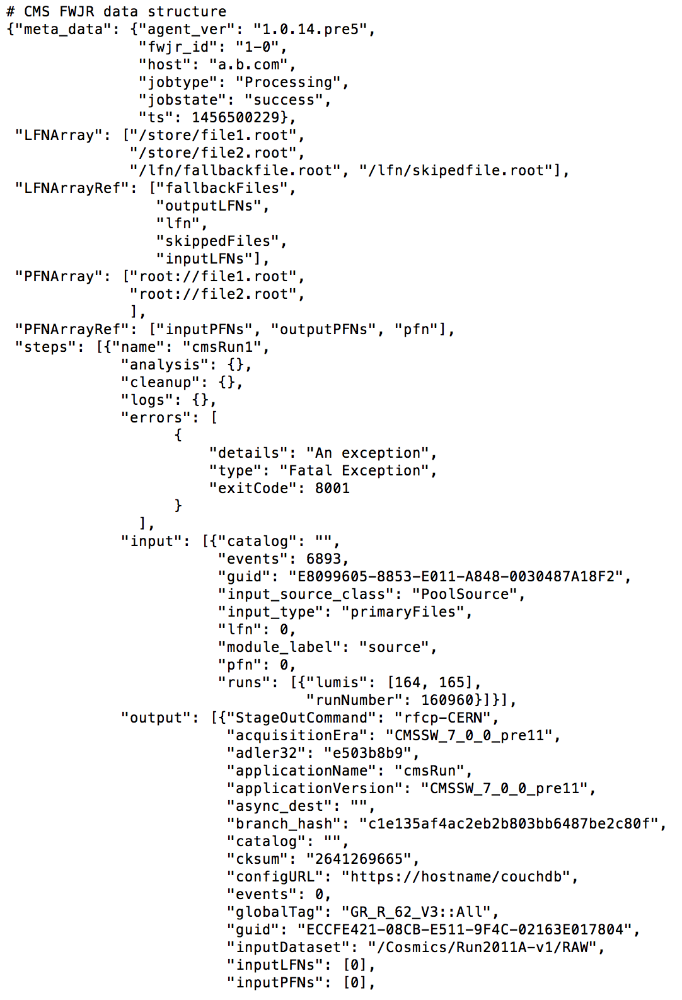 # CMS FWJR data structure
{"meta_data": {"agent_ver": "1.0.14.pre5",
"fwjr_id": "1-0",
"host": "a.b.com",
"jobtype": "Processing",
"jobstate": "success",
"ts": 1456500229},
"LFNArray": ["/store/file1.root",
"/store/file2.root",
"/lfn/fallbackfile.root", "/lfn/skipedfile.root"],
"LFNArrayRef": ["fallbackFiles",
"outputLFNs",
"lfn",
"skippedFiles",
"inputLFNs"],
"PFNArray": ["root://file1.root",
"root://file2.root",
],
"PFNArrayRef": ["inputPFNs", "outputPFNs", "pfn"],
"steps": [{"name": "cmsRun1",
"analysis": {},
"cleanup": {},
"logs": {},
"errors": [
{
"details": "An exception",
"type": "Fatal Exception",
"exitCode": 8001
}
],
"input": [{"catalog": "",
"events": 6893,
"guid": "E8099605-8853-E011-A848-0030487A18F2",
"input_source_class": "PoolSource",
"input_type": "primaryFiles",
"lfn": 0,
"module_label": "source",
"pfn": 0,
"runs": [{"lumis": [164, 165],
"runNumber": 160960}]}],
"output": [{"StageOutCommand": "rfcp-CERN",
"acquisitionEra": "CMSSW_7_0_0_pre11",
"adler32": "e503b8b9",
"applicationName": "cmsRun",
"applicationVersion": "CMSSW_7_0_0_pre11",
"async_dest": "",
"branch_hash": "c1e135af4ac2eb2b803bb6487be2c80f",
"catalog": "",
"cksum": "2641269665",
"configURL": "https://hostname/couchdb",
"events": 0,
"globalTag": "GR_R_62_V3::All",
"guid": "ECCFE421-08CB-E511-9F4C-02163E017804",
"inputDataset": "/Cosmics/Run2011A-v1/RAW",
"inputLFNs": [0],
"inputPFNs": [0],